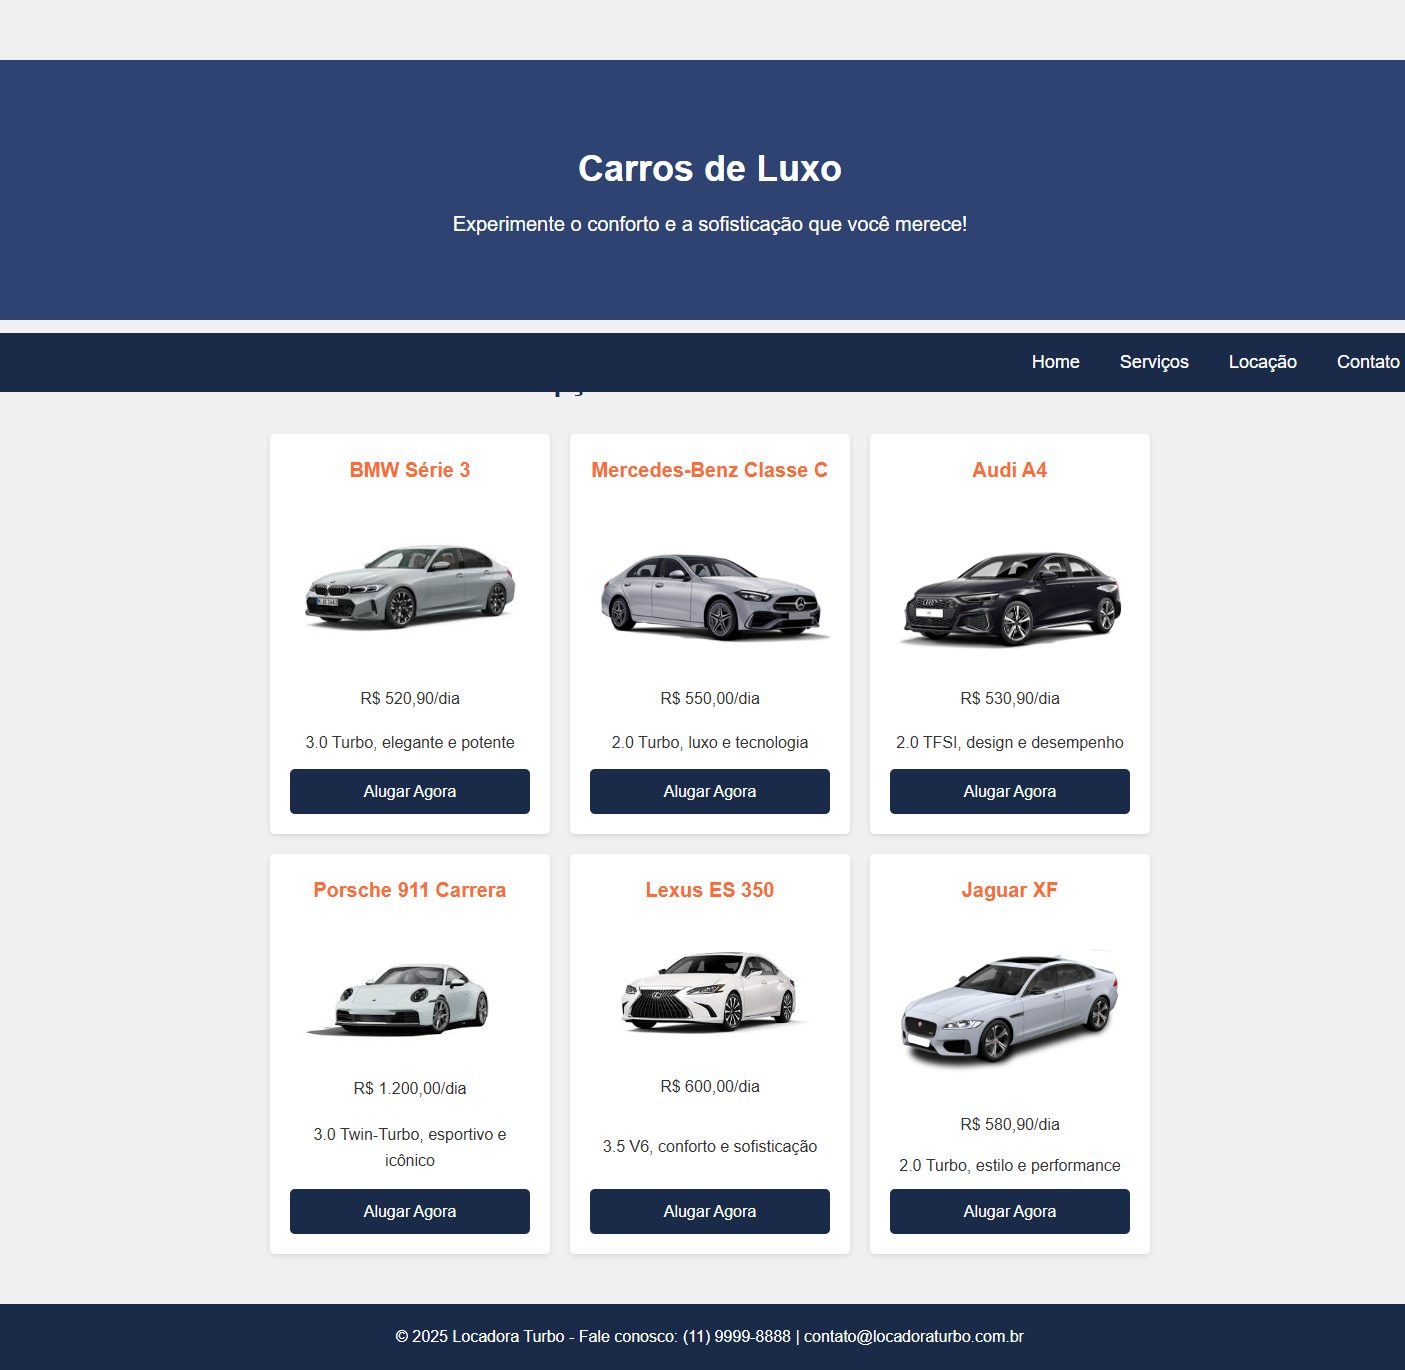 Carros de Luxo
Experimente o conforto e a sofisticação que você merece!
Home Serviços Locação Contato
BMW Série 3
Mercedes-Benz Classe C
Audi A4
R$ 520,90/dia
R$ 550,00/dia
R$ 530,90/dia
3.0 Turbo, elegante e potente
2.0 Turbo, luxo e tecnologia
2.0 TFSI, design e desempenho
Alugar Agora
Alugar Agora
Alugar Agora
Porsche 911 Carrera
Lexus ES 350
Jaguar XF
R$ 1.200,00/dia
R$ 600,00/dia
R$ 580,90/dia
3.0 Twin-Turbo, esportivo e
icônico
3.5 V6, conforto e sofisticação
2.0 Turbo, estilo e performance
Alugar Agora
Alugar Agora
Alugar Agora
© 2025 Locadora Turbo - Fale conosco: (11) 9999-8888 | contato@locadoraturbo.com.br